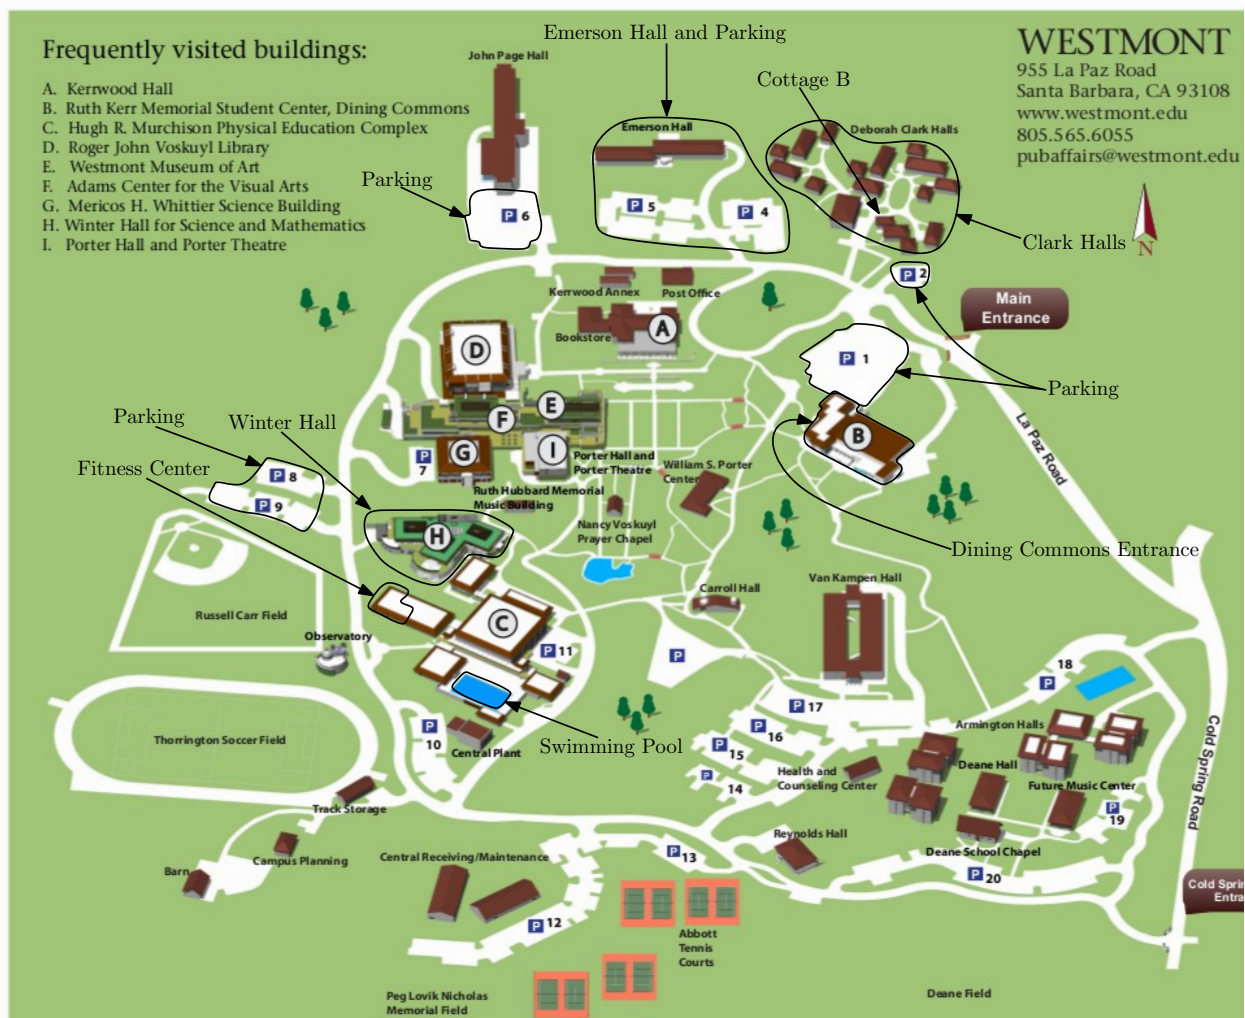 Frequently visited buildings:
A. Kerrwood Hall
B. Ruth Kerr Memorial Student Center, Dining Commons
C. Hugh R. Murchison Physical Education Complex
D. Roger John Voskuyl Library
E. Westmont Museum of Art
F. Adams Center for the Visual Arts
G. Mericos H. Whittier Science Building
H. Winter Hall for Science and Mathematics
I. Porter Hall and Porter Theatre
WESTMONT
955 La Paz Road
Santa Barbara, CA 93108
www.westmont.edu
805.565.6055
pubaffairs@westmont.edu
N
Emerson Hall and Parking
John Page Hall
Cottage B
Emerson Hall
Deborah Clark Halls
Parking
P 6
P 5
P 4
Clark Halls
P 2
Kerrwood Annex
Post Office
Main
Entrance
Bookstore
A
D
P 1
Parking
E
F
Parking
Winter Hall
B
La Paz Road
G
I
P
7
Porter Hall and
Porter Theatre
William S. Porter
Center
Fitness Center
P 8
P 9
Ruth Hubbard Memorial
Music Building
Nancy Voskuyl
Prayer Chapel
H
Dining Commons Entrance
Van Kampen Hall
Carroll Hall
Russell Carr Field
C
Observatory
P 11
P
18
P
P 17
Cold Spring Road
P
10
Central Plant
Swimming Pool
P 16
P
15
Armington Halls
Thorrington Soccer Field
Health and
Counseling Center
Deane Hall
P
14
Future Music Center
Track Storage
P
19
Reynolds Hall
Campus Planning
Central Receiving/Maintenance
P
13
Deane School Chapel
Barn
P
20
Cold Sprin
Entra
P 12
Abbott
Tennis
Courts
Peg Lovik Nicholas
Memorial Field
Deane Field